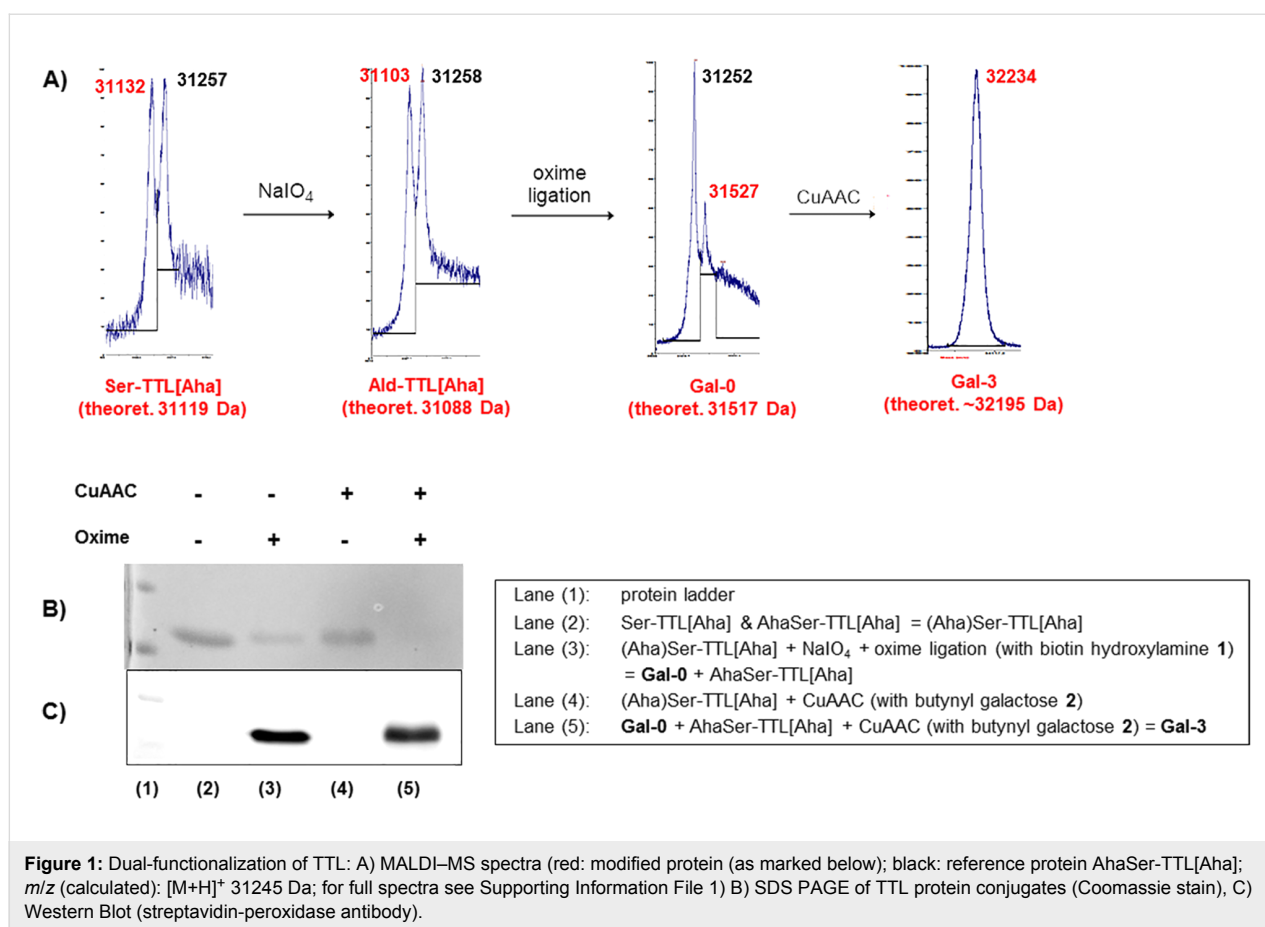 A)
31132 31257
31103 31258
31252
31527
32234
NaIO4
oxime
ligation
CuAAC
Ser-TTL[Aha]
(theoret. 31119 Da)
Ald-TTL[Aha]
(theoret. 31088 Da)
Gal-0
(theoret. 31517 Da)
Gal-3
(theoret. ~32195 Da)
CuAAC - - + +
Oxime - + - +
B)
C)
(1) (2) (3) (4) (5)
Lane (1): protein ladder
Lane (2): Ser-TTL[Aha] & AhaSer-TTL[Aha] = (Aha)Ser-TTL[Aha]
Lane (3): (Aha)Ser-TTL[Aha] + NaIO4 + oxime ligation (with biotin hydroxylamine 1)
= Gal-0 + AhaSer-TTL[Aha]
Lane (4): (Aha)Ser-TTL[Aha] + CuAAC (with butynyl galactose 2)
Lane (5): Gal-0 + AhaSer-TTL[Aha] + CuAAC (with butynyl galactose 2) = Gal-3
Figure 1: Dual-functionalization of TTL: A) MALDI–MS spectra (red: modified protein (as marked below); black: reference protein AhaSer-TTL[Aha];
m/z (calculated): [M+H]+ 31245 Da; for full spectra see Supporting Information File 1) B) SDS PAGE of TTL protein conjugates (Coomassie stain), C)
Western Blot (streptavidin-peroxidase antibody).